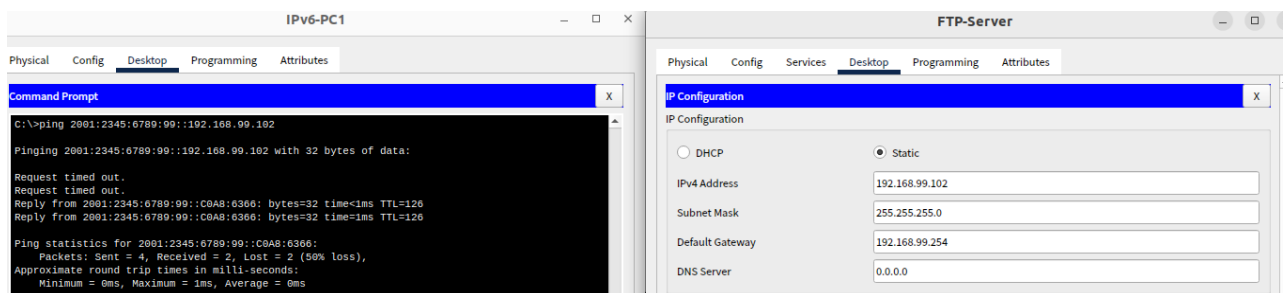 IPv6-PC1
Physical Config Desktop Programming Attributes
Command Prompt X
C:\>ping 2001:2345:6789:99::192.168.99.102
Pinging 2001:2345:6789:99::192.168.99.102 with 32 bytes of data:
Request timed out.
Request timed out.
Reply from 2001:2345:6789:99::C0A8:6366: bytes=32 time<1ms TTL=126
Reply from 2001:2345:6789:99::C0A8:6366: bytes=32 time=1ms TTL=126
Ping statistics for 2001:2345:6789:99::C0A8:6366:
Packets: Sent = 4, Received = 2, Lost = 2 (50% loss),
Approximate round trip times in milli-seconds:
Minimum = 0ms, Maximum = 1ms, Average = 0ms
FTP-Server
Physical Config Services Desktop Programming Attributes
IP Configuration X
IP Configuration
DHCP Static
IPv4 Address 192.168.99.102
Subnet Mask 255.255.255.0
Default Gateway 192.168.99.254
DNS Server 0.0.0.0